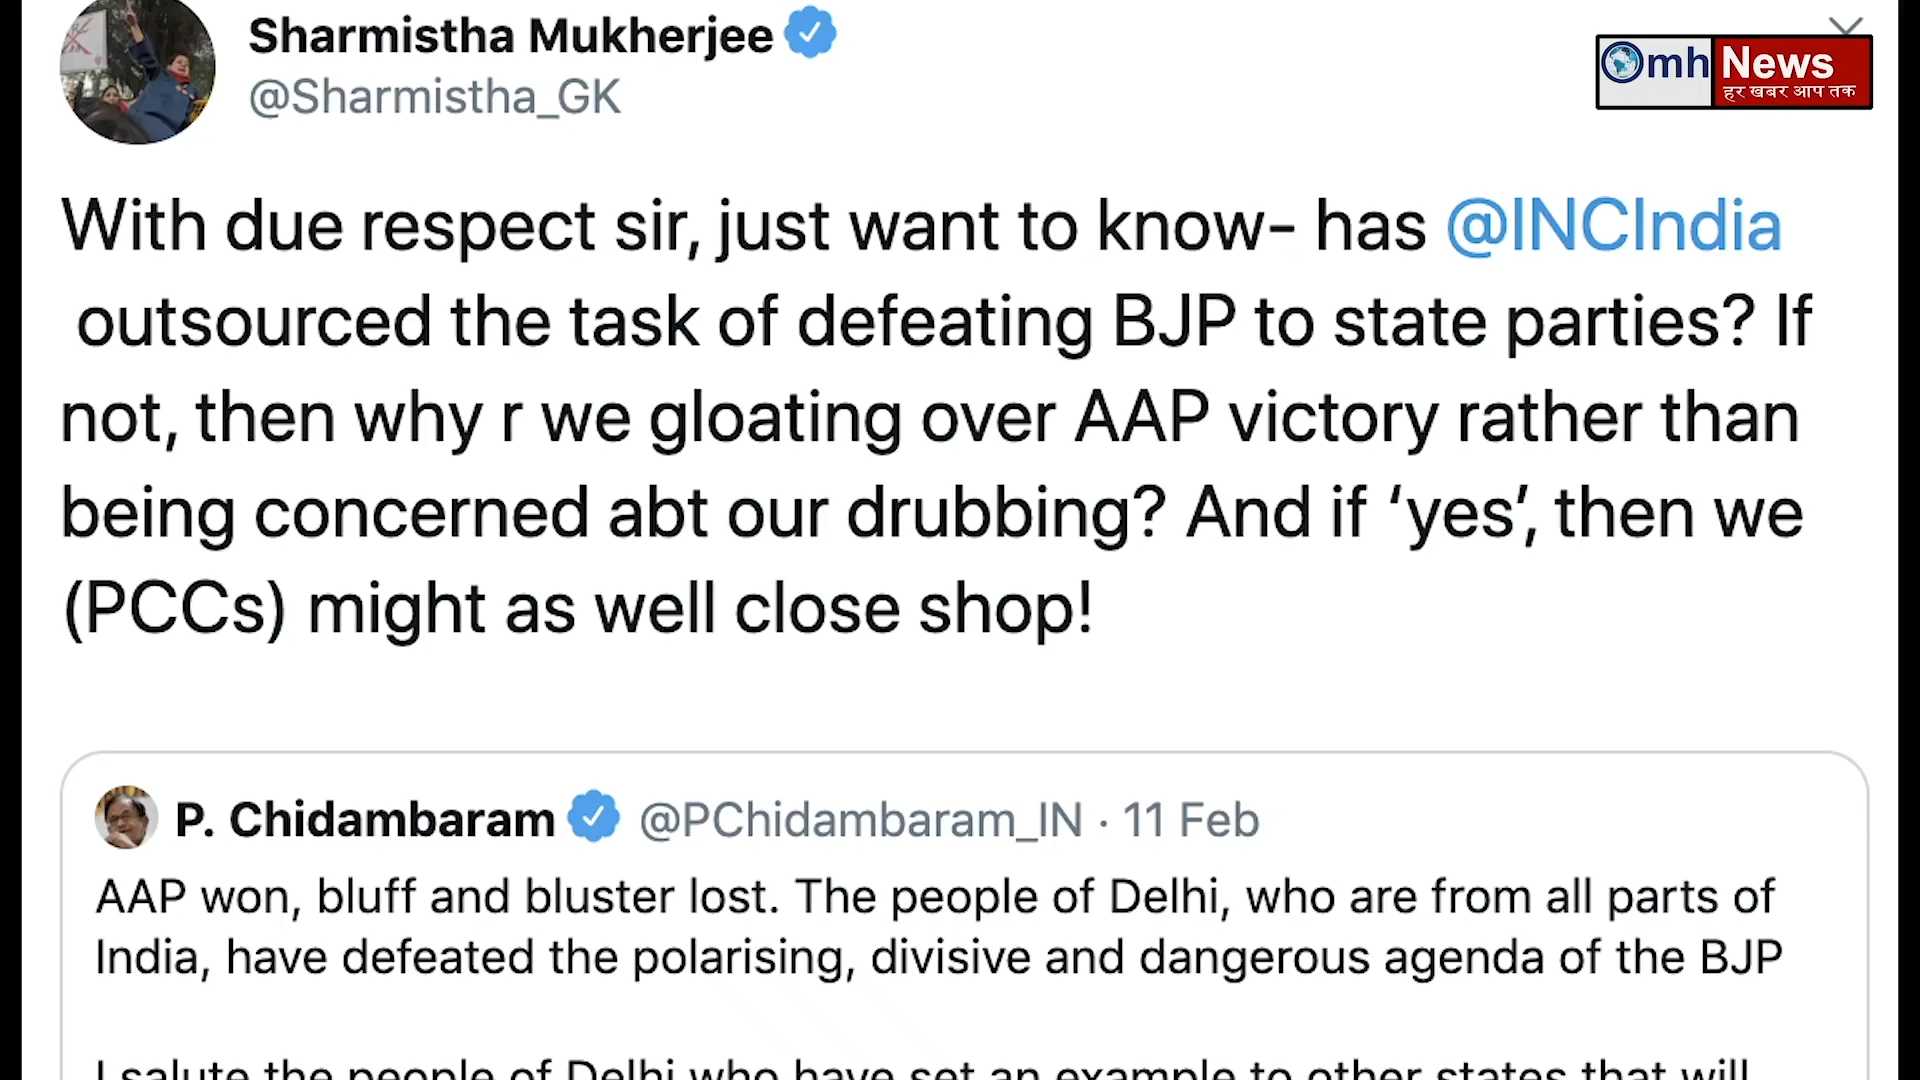 Sharmistha Mukherjee
@Sharmistha_GK
Omh News
हर खबर आप तक
With due respect sir, just want to know- has @INCIndia
outsourced the task of defeating BJP to state parties? If
not, then why r we gloating over AAP victory rather than
being concerned abt our drubbing? And if ‘yes’, then we
(PCCs) might as well close shop!
P. Chidambaram @PChidambaram_IN · 11 Feb
AAP won, bluff and bluster lost. The people of Delhi, who are from all parts of
India, have defeated the polarising, divisive and dangerous agenda of the BJP
I salute the people of Delhi who have set an example to other states that will